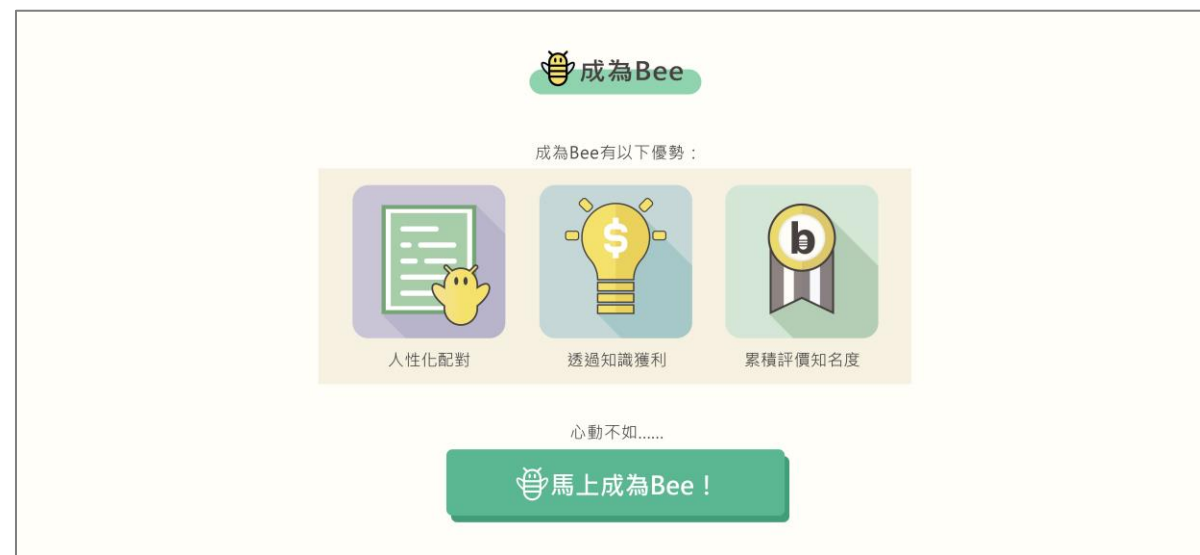 成為Bee
成為Bee有以下優勢：
$
b
人性化配對
透過知識獲利
累積評價知名度
心動不如......
馬上成為Bee！